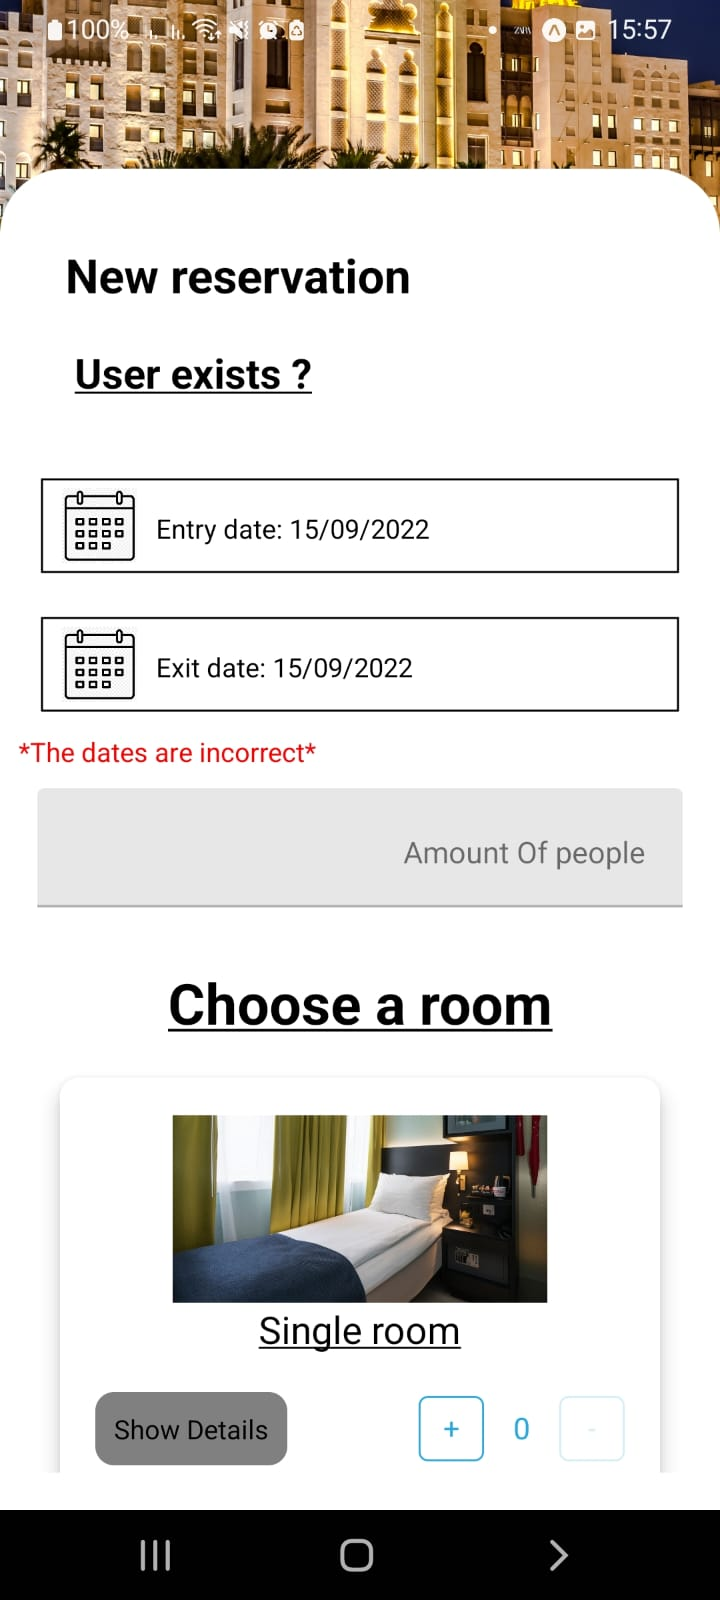 100% 15:57
New reservation
User exists ?
Entry date: 15/09/2022
Exit date: 15/09/2022
*The dates are incorrect*
Amount Of people
Choose a room
Single room
Show Details + 0 -